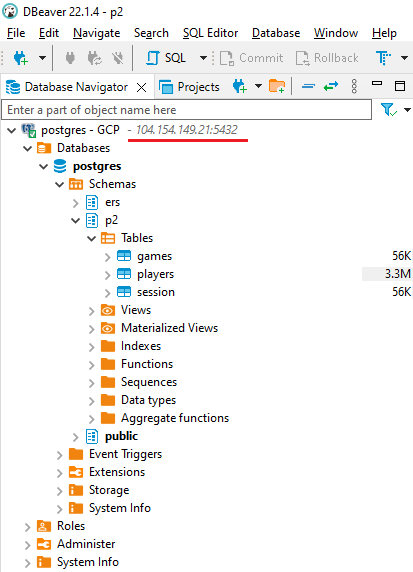 DBeaver 22.1.4 - p2
File Edit Navigate Search SQL Editor Database Window Help
SQL Commit Rollback T
Database Navigator Projects
Enter a part of object name here
postgres - GCP - 104.154.149.21:5432
Databases
postgres
Schemas
ers
p2
Tables
games 56K
players 3.3M
session 56K
Views
Materialized Views
Indexes
Functions
Sequences
Data types
Aggregate functions
public
Event Triggers
Extensions
Storage
System Info
Roles
Administer
System Info